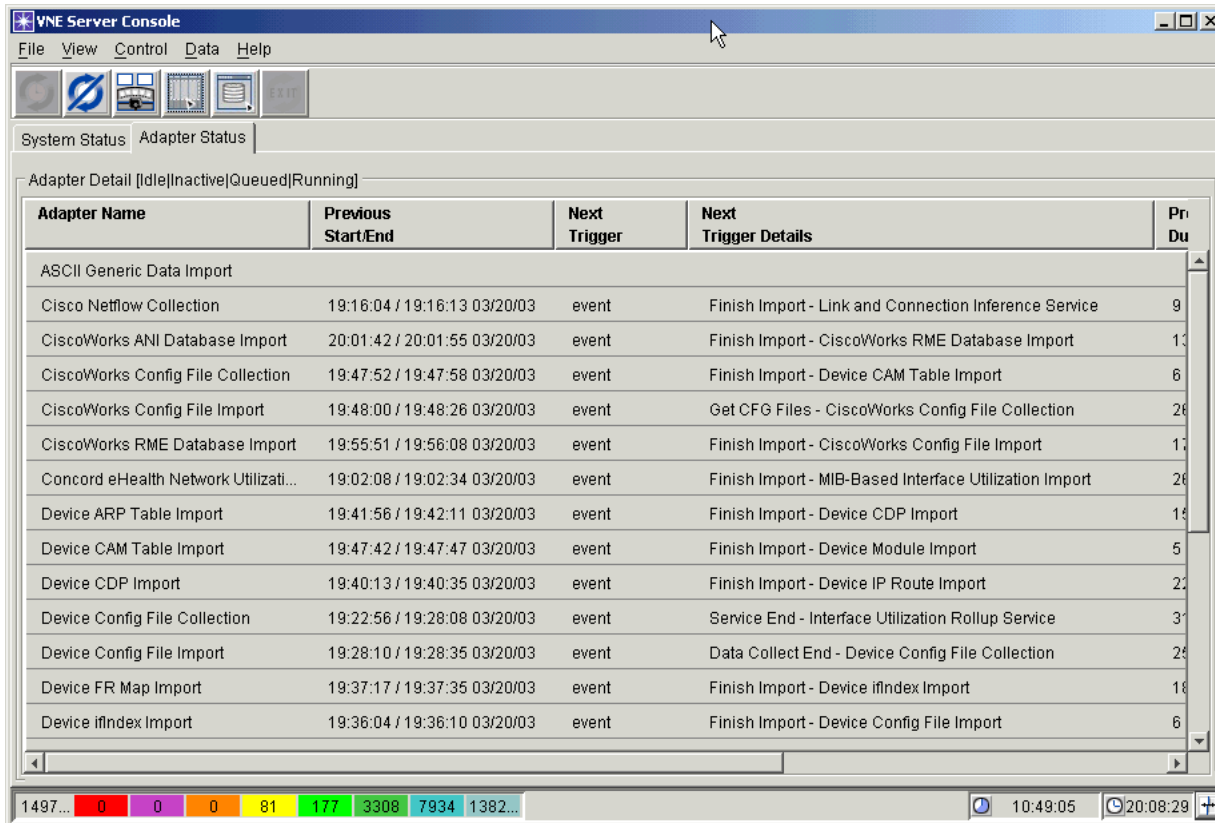 VNE Server Console
File View Control Data Help
EXIT
System Status Adapter Status
Adapter Detail [Idle|Inactive|Queued|Running]
Adapter Name Previous Start/End Next Trigger Next Trigger Details Pr Du
ASCII Generic Data Import
Cisco Netflow Collection 19:16:04 / 19:16:13 03/20/03 event Finish Import - Link and Connection Inference Service 9
CiscoWorks ANI Database Import 20:01:42 / 20:01:55 03/20/03 event Finish Import - CiscoWorks RME Database Import 13
CiscoWorks Config File Collection 19:47:52 / 19:47:58 03/20/03 event Finish Import - Device CAM Table Import 6
CiscoWorks Config File Import 19:48:00 / 19:48:26 03/20/03 event Get CFG Files - CiscoWorks Config File Collection 26
CiscoWorks RME Database Import 19:55:51 / 19:56:08 03/20/03 event Finish Import - CiscoWorks Config File Import 17
Concord eHealth Network Utilizati... 19:02:08 / 19:02:34 03/20/03 event Finish Import - MIB-Based Interface Utilization Import 26
Device ARP Table Import 19:41:56 / 19:42:11 03/20/03 event Finish Import - Device CDP Import 15
Device CAM Table Import 19:47:42 / 19:47:47 03/20/03 event Finish Import - Device Module Import 5
Device CDP Import 19:40:13 / 19:40:35 03/20/03 event Finish Import - Device IP Route Import 22
Device Config File Collection 19:22:56 / 19:28:08 03/20/03 event Service End - Interface Utilization Rollup Service 31
Device Config File Import 19:28:10 / 19:28:35 03/20/03 event Data Collect End - Device Config File Collection 25
Device FR Map Import 19:37:17 / 19:37:35 03/20/03 event Finish Import - Device ifIndex Import 18
Device ifIndex Import 19:36:04 / 19:36:10 03/20/03 event Finish Import - Device Config File Import 6
1497... 0 0 0 81 177 3308 7934 1382... 10:49:05 20:08:29